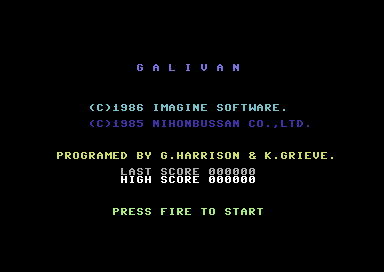 G A L I V A N
(C)1986 IMAGINE SOFTWARE.
(C)1985 NIHONBUSSAN CO.,LTD.
PROGRAMED BY G.HARRISON & K.GRIEVE.
LAST SCORE 000000
HIGH SCORE 000000
PRESS FIRE TO START